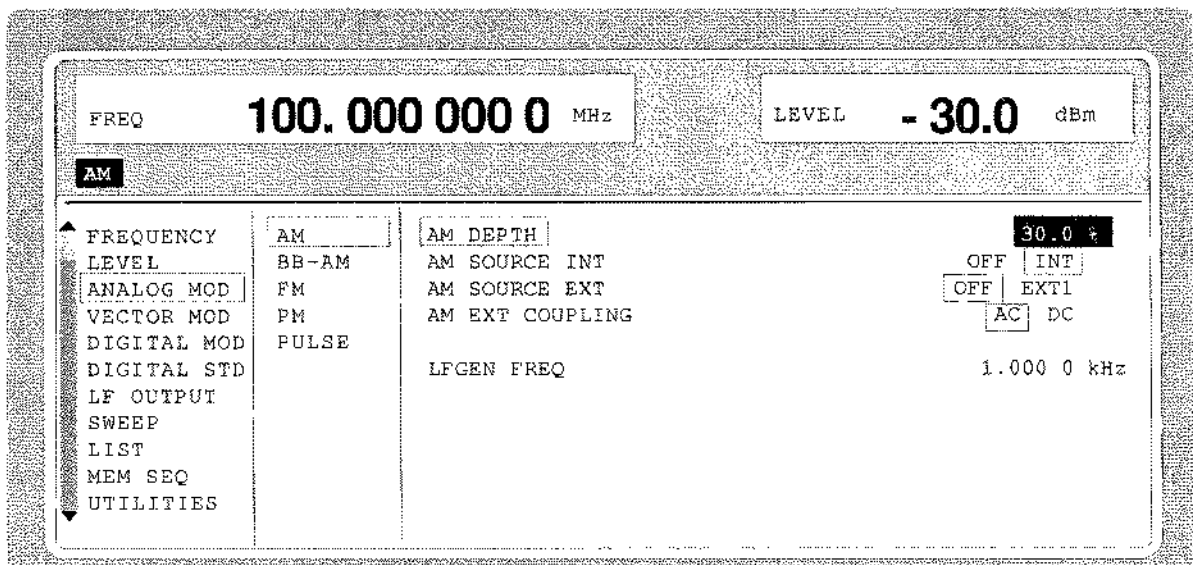 FREQ 100. 000 000 0 MHz LEVEL - 30.0 dBm
AM
FREQUENCY AM AM DEPTH 30.0 %
LEVEL BB-AM AM SOURCE INT OFF INT
ANALOG MOD FM AM SOURCE EXT OFF EXT1
VECTOR MOD PM AM EXT COUPLING AC DC
DIGITAL MOD PULSE
DIGITAL STD LFGEN FREQ 1.000 0 kHz
LF OUTPUT
SWEEP
LIST
MEM SEQ
UTILITIES